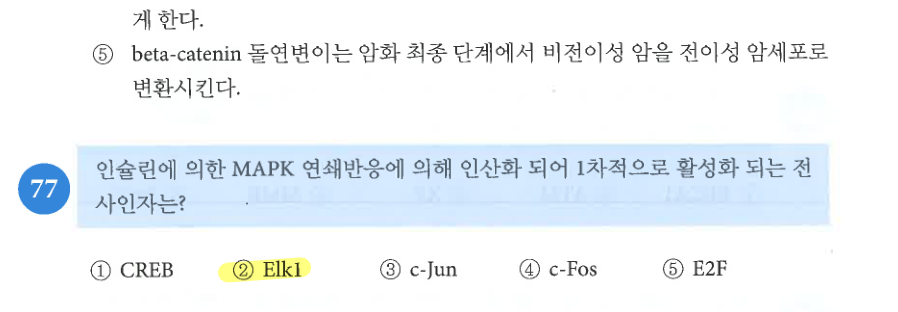 게 한다.
⑤ beta-catenin 돌연변이는 암화 최종 단계에서 비전이성 암을 전이성 암세포로
변환시킨다.
77
인슐린에 의한 MAPK 연쇄반응에 의해 인산화 되어 1차적으로 활성화 되는 전
사인자는?
① CREB ② Elk1 ③ c-Jun ④ c-Fos ⑤ E2F